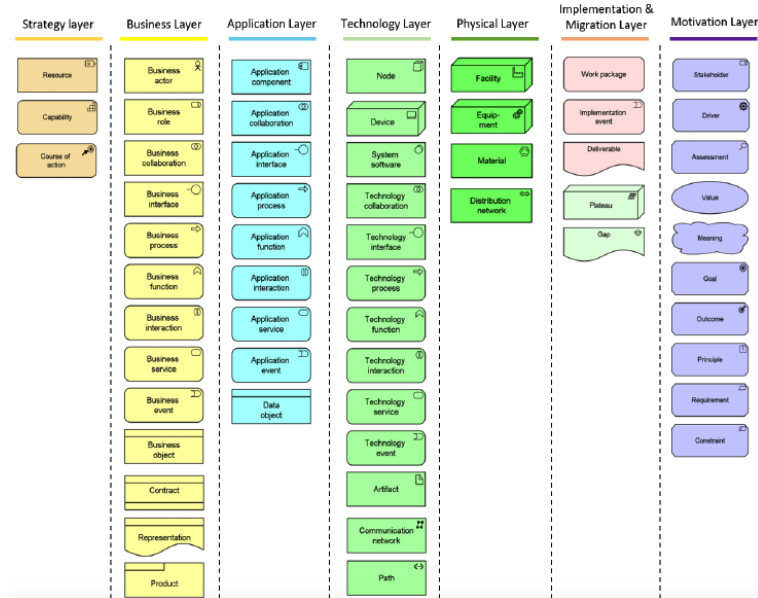 Strategy layer
Business Layer
Application Layer
Technology Layer
Physical Layer
Implementation &
Migration Layer
Motivation Layer
Resource
Capability
Course of
action
Business
actor
Business
role
Business
collaboration
Business
interface
Business
process
Business
function
Business
interaction
Business
service
Business
event
Business
object
Contract
Representation
Product
Application
component
Application
collaboration
Application
interface
Application
process
Application
function
Application
interaction
Application
service
Application
event
Data
object
Node
Device
System
software
Technology
collaboration
Technology
interface
Technology
process
Technology
function
Technology
interaction
Technology
service
Technology
event
Artifact
Communication
network
Path
Facility
Equip-
ment
Material
Distribution
network
Work package
Implementation
event
Deliverable
Plateau
Gap
Stakeholder
Driver
Assessment
Value
Meaning
Goal
Outcome
Principle
Requirement
Constraint